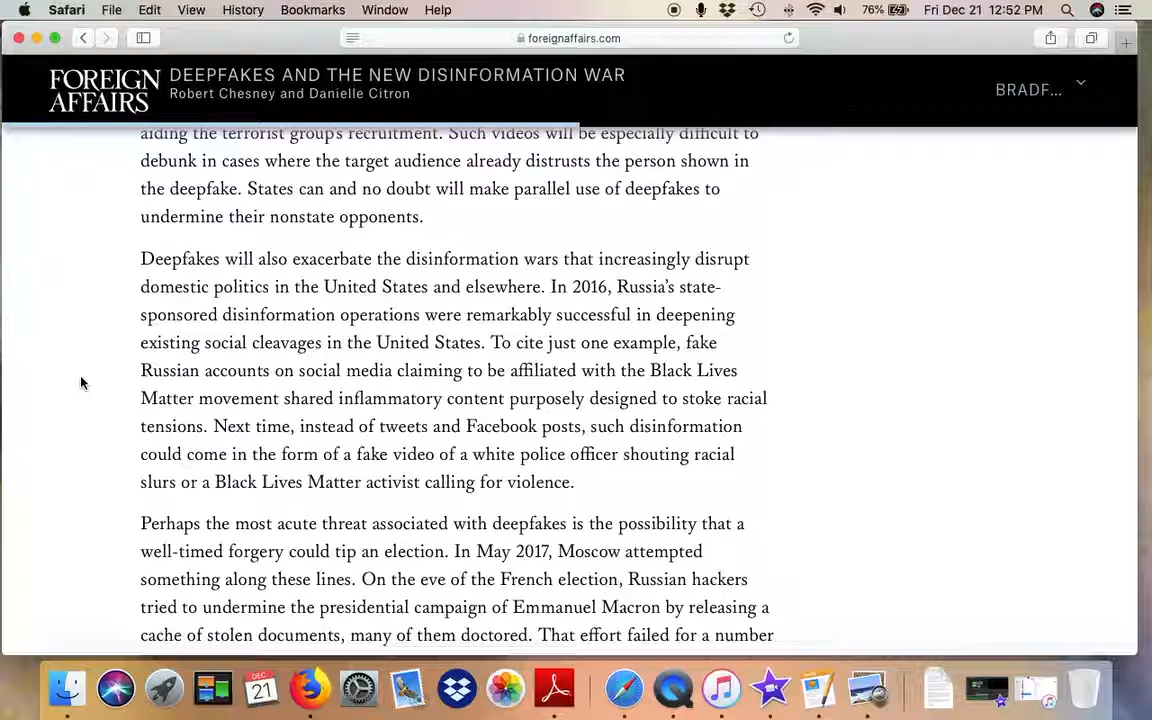 Safari File Edit View History Bookmarks Window Help 76% Fri Dec 21 12:52 PM
foreignaffairs.com
FOREIGN AFFAIRS
DEEPFAKES AND THE NEW DISINFORMATION WAR
Robert Chesney and Danielle Citron
BRADF...
aiding the terrorist group's recruitment. Such videos will be especially difficult to
debunk in cases where the target audience already distrusts the person shown in
the deepfake. States can and no doubt will make parallel use of deepfakes to
undermine their nonstate opponents.
Deepfakes will also exacerbate the disinformation wars that increasingly disrupt
domestic politics in the United States and elsewhere. In 2016, Russia's state-
sponsored disinformation operations were remarkably successful in deepening
existing social cleavages in the United States. To cite just one example, fake
Russian accounts on social media claiming to be affiliated with the Black Lives
Matter movement shared inflammatory content purposely designed to stoke racial
tensions. Next time, instead of tweets and Facebook posts, such disinformation
could come in the form of a fake video of a white police officer shouting racial
slurs or a Black Lives Matter activist calling for violence.
Perhaps the most acute threat associated with deepfakes is the possibility that a
well-timed forgery could tip an election. In May 2017, Moscow attempted
something along these lines. On the eve of the French election, Russian hackers
tried to undermine the presidential campaign of Emmanuel Macron by releasing a
cache of stolen documents, many of them doctored. That effort failed for a number
DEC
21